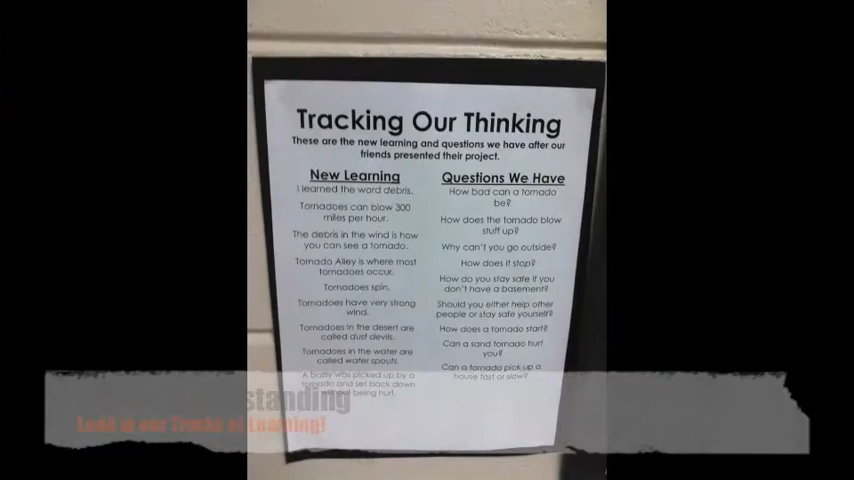 Tracking Our Thinking
These are the new learning and questions we have after our
friends presented their project.
New Learning
I learned the word debris.
Tornadoes can blow 300
miles per hour.
The debris in the wind is how
you can see a tornado.
Tornado Alley is where most
tornadoes occur.
Tornadoes spin.
Tornadoes have very strong
wind.
Tornadoes in the desert are
called dust devils.
Tornadoes in the water are
called water spouts.
A baby was picked up by a
tornado and set back down
without being hurt.
Questions We Have
How bad can a tornado
be?
How does the tornado blow
stuff up?
Why can't you go outside?
How does it stop?
How do you stay safe if you
don't have a basement?
Should you either help other
people or stay safe yourself?
How does a tornado start?
Can a sand tornado hurt
you?
Can a tornado pick up a
house fast or slow?
standing
Look at our Tracks of Learning!